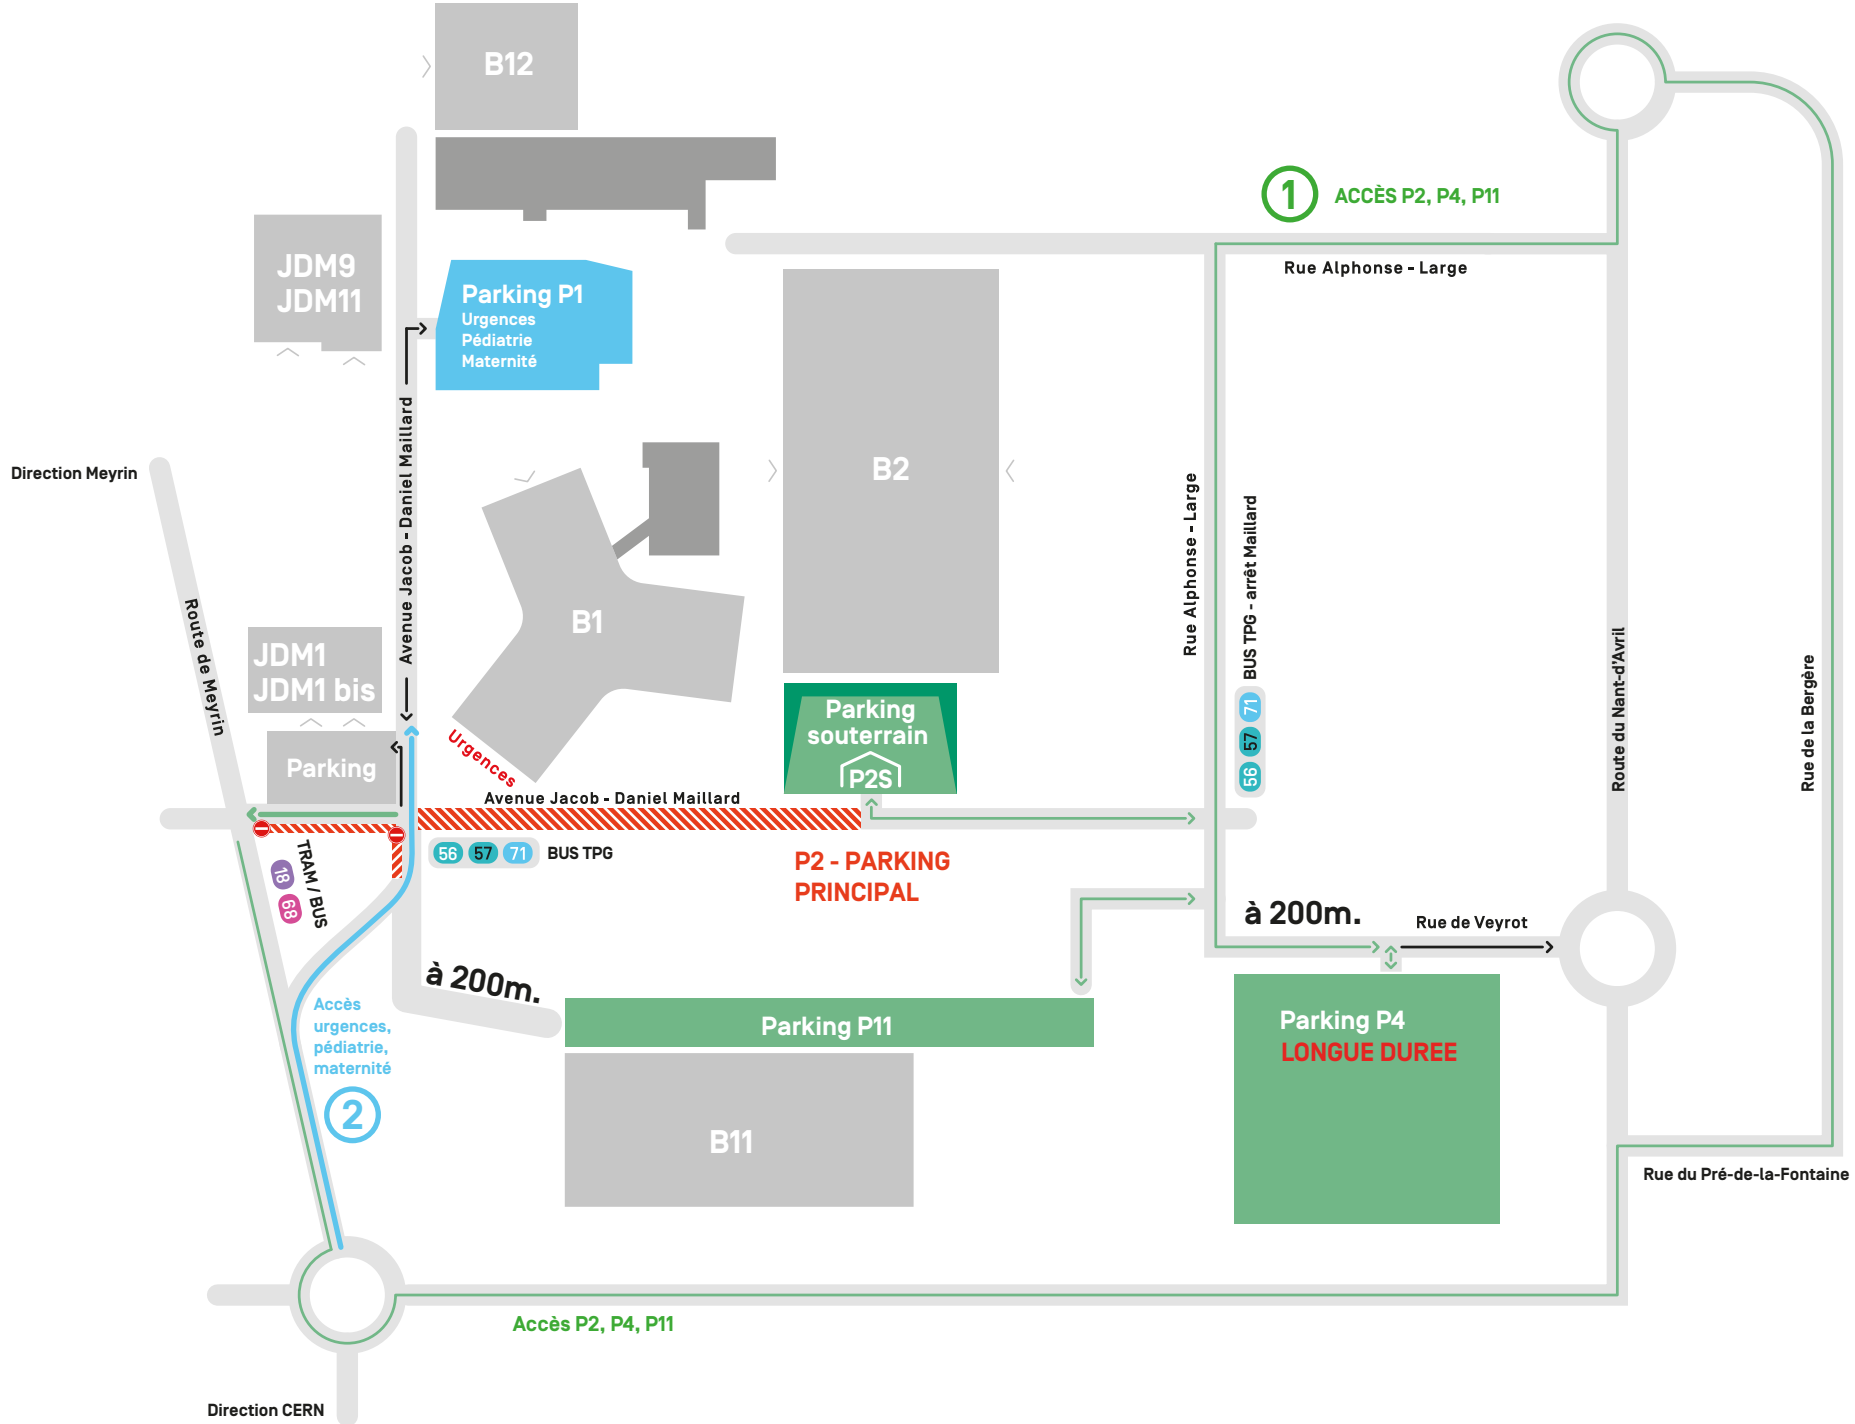 B12
1
ACCÈS P2, P4, P11
JDM9
JDM11
Rue Alphonse - Large
Parking P1
Urgences
Pédiatrie
Maternité
Avenue Jacob - Daniel Maillard
Direction Meyrin
B2
Rue Alphonse - Large
BUS TPG - arrêt Maillard
56 57 71
Route de Meyrin
B1
JDM1
JDM1 bis
Route du Nant-d'Avril
Rue de la Bergère
Parking
souterrain
P2S
Urgences
Parking
Avenue Jacob - Daniel Maillard
56 57 71 BUS TPG
TRAM / BUS
18 68
P2 - PARKING
PRINCIPAL
à 200m.
Rue de Veyrot
à 200m.
Accès
urgences,
pédiatrie,
maternité
2
Parking P11
Parking P4
LONGUE DUREE
B11
Rue du Pré-de-la-Fontaine
Accès P2, P4, P11
Direction CERN